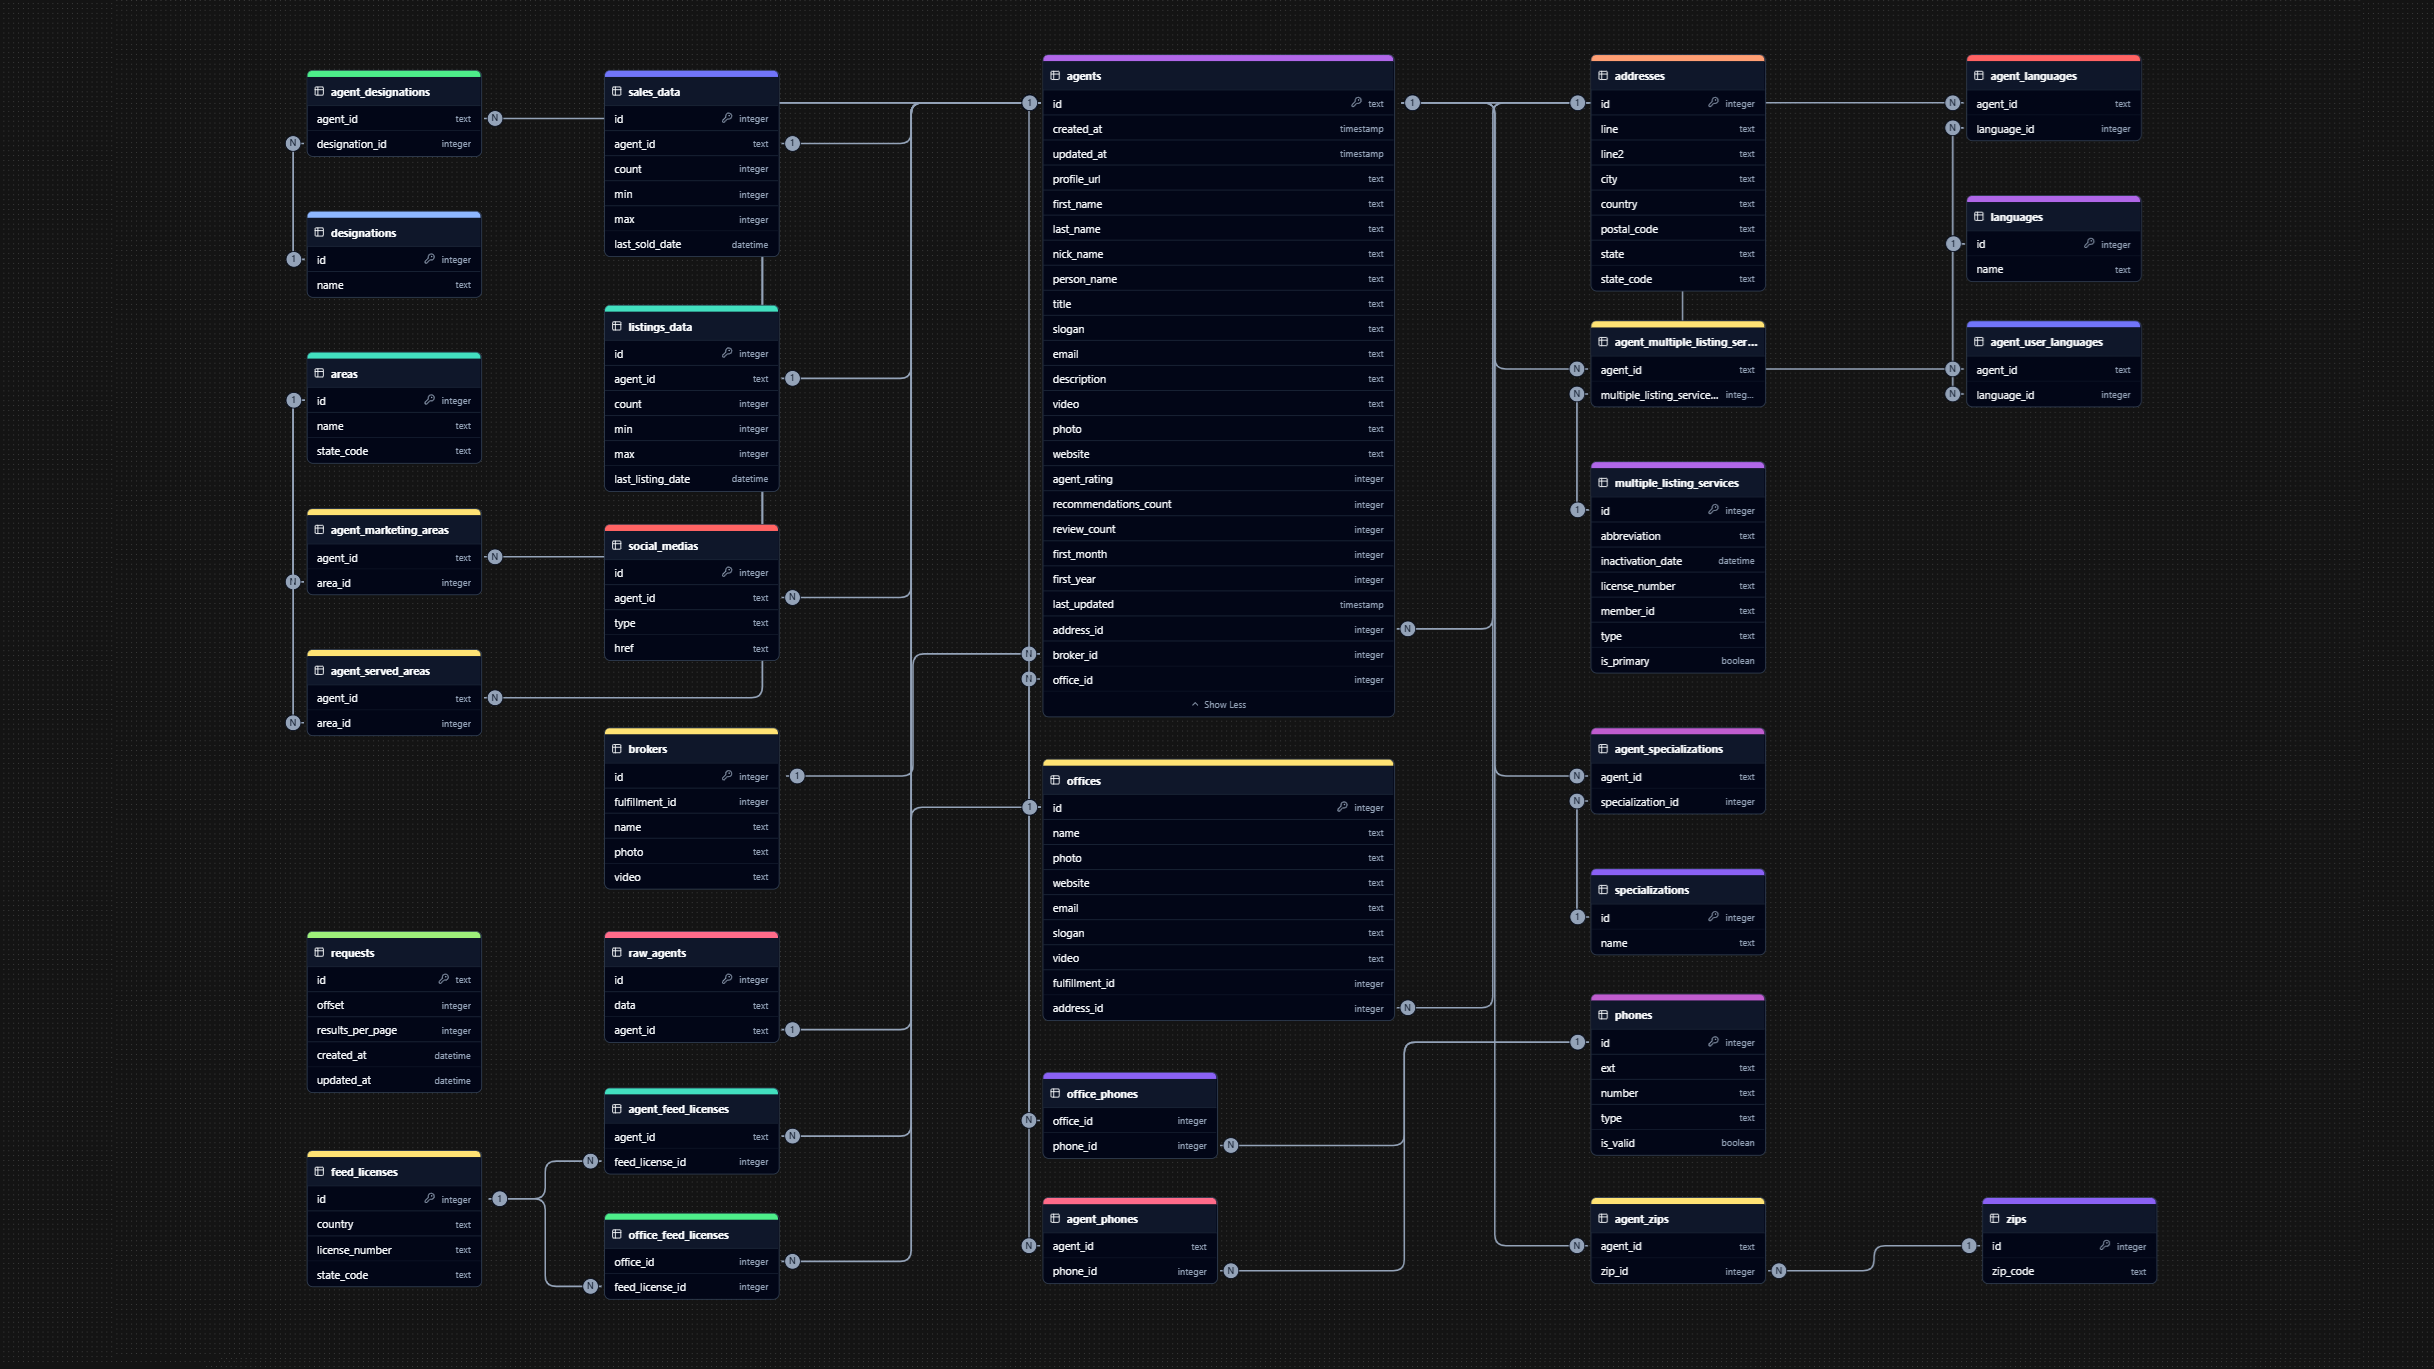 agent_designations
agent_id text
designation_id integer
designations
id integer
name text
areas
id integer
name text
state_code text
agent_marketing_areas
agent_id text
area_id integer
agent_served_areas
agent_id text
area_id integer
requests
id text
offset integer
results_per_page integer
created_at datetime
updated_at datetime
feed_licenses
id integer
country text
license_number text
state_code text
sales_data
id integer
agent_id text
count integer
min integer
max integer
last_sold_date datetime
listings_data
id integer
agent_id text
count integer
min integer
max integer
last_listing_date datetime
social_medias
id integer
agent_id text
type text
href text
brokers
id integer
fulfillment_id integer
name text
photo text
video text
raw_agents
id integer
data text
agent_id text
agent_feed_licenses
agent_id text
feed_license_id integer
office_feed_licenses
office_id integer
feed_license_id integer
agents
id text
created_at timestamp
updated_at timestamp
profile_url text
first_name text
last_name text
nick_name text
person_name text
title text
slogan text
email text
description text
video text
photo text
website text
agent_rating integer
recommendations_count integer
review_count integer
first_month integer
first_year integer
last_updated timestamp
address_id integer
broker_id integer
office_id integer
Show Less
offices
id integer
name text
photo text
website text
email text
slogan text
video text
fulfillment_id integer
address_id integer
office_phones
office_id integer
phone_id integer
agent_phones
agent_id text
phone_id integer
addresses
id integer
line text
line2 text
city text
country text
postal_code text
state text
state_code text
agent_multiple_listing_ser...
agent_id text
multiple_listing_service... integ...
multiple_listing_services
id integer
abbreviation text
inactivation_date datetime
license_number text
member_id text
type text
is_primary boolean
agent_specializations
agent_id text
specialization_id integer
specializations
id integer
name text
phones
id integer
ext text
number text
type text
is_valid boolean
agent_zips
agent_id text
zip_id integer
agent_languages
agent_id text
language_id integer
languages
id integer
name text
agent_user_languages
agent_id text
language_id integer
zips
id integer
zip_code text